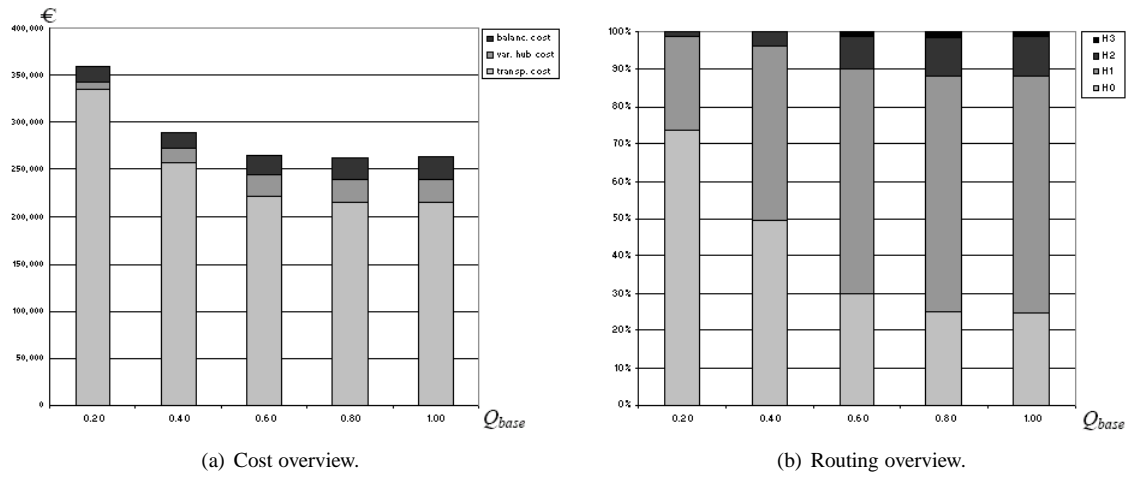 €
400,000
350,000
300,000
250,000
200,000
150,000
100,000
50,000
0
0.20 0.40 0.60 0.80 1.00
Q_base
balanc. cost
var. hub cost
transp. cost
(a) Cost overview.
100%
90%
80%
70%
60%
50%
40%
30%
20%
10%
0%
0.20 0.40 0.60 0.80 1.00
Q_base
H3
H2
H1
H0
(b) Routing overview.